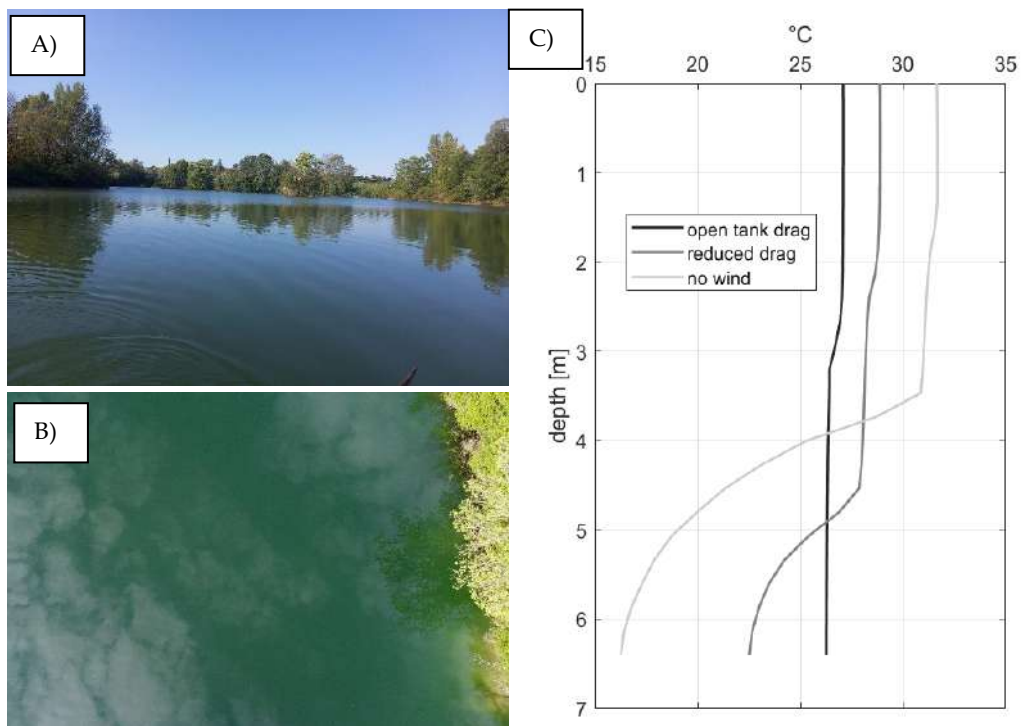 A)
B)
C)
°C
15 20 25 30 35
0
1
2
3
4
5
6
7
depth [m]
open tank drag
reduced drag
no wind